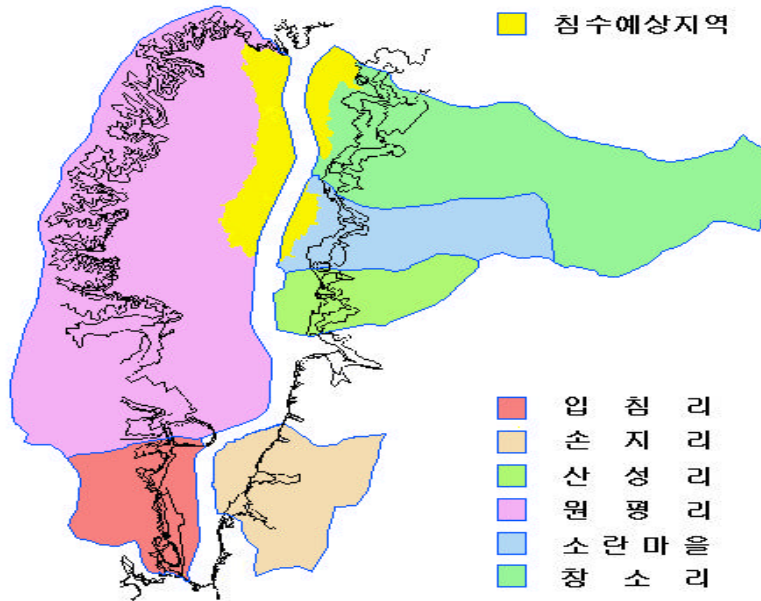 침수예상지역
입 침 리
손 지 리
산 성 리
원 평 리
소 란 마 을
창 소 리